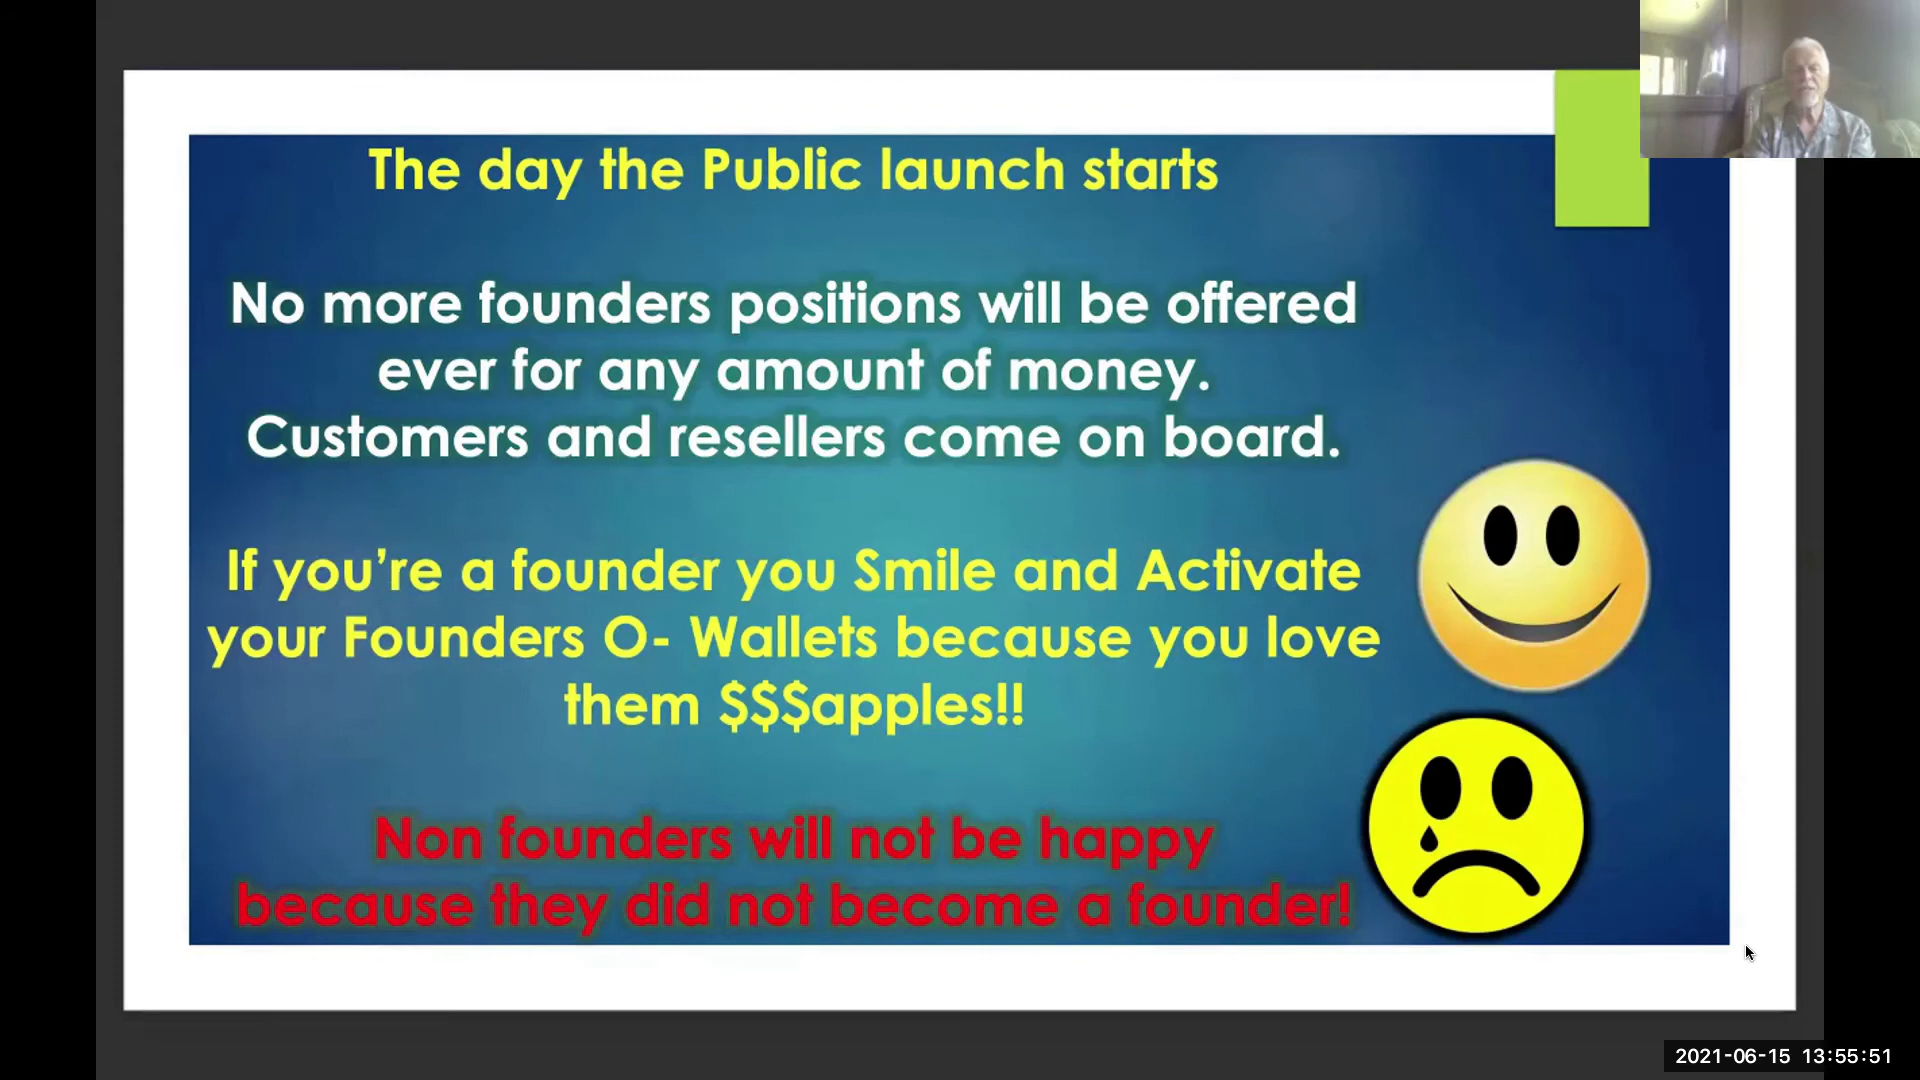 The day the Public launch starts
No more founders positions will be offered
ever for any amount of money.
Customers and resellers come on board.
If you’re a founder you Smile and Activate
your Founders O- Wallets because you love
them $$$apples!!
Non founders will not be happy
because they did not become a founder!
2021-06-15 13:55:51